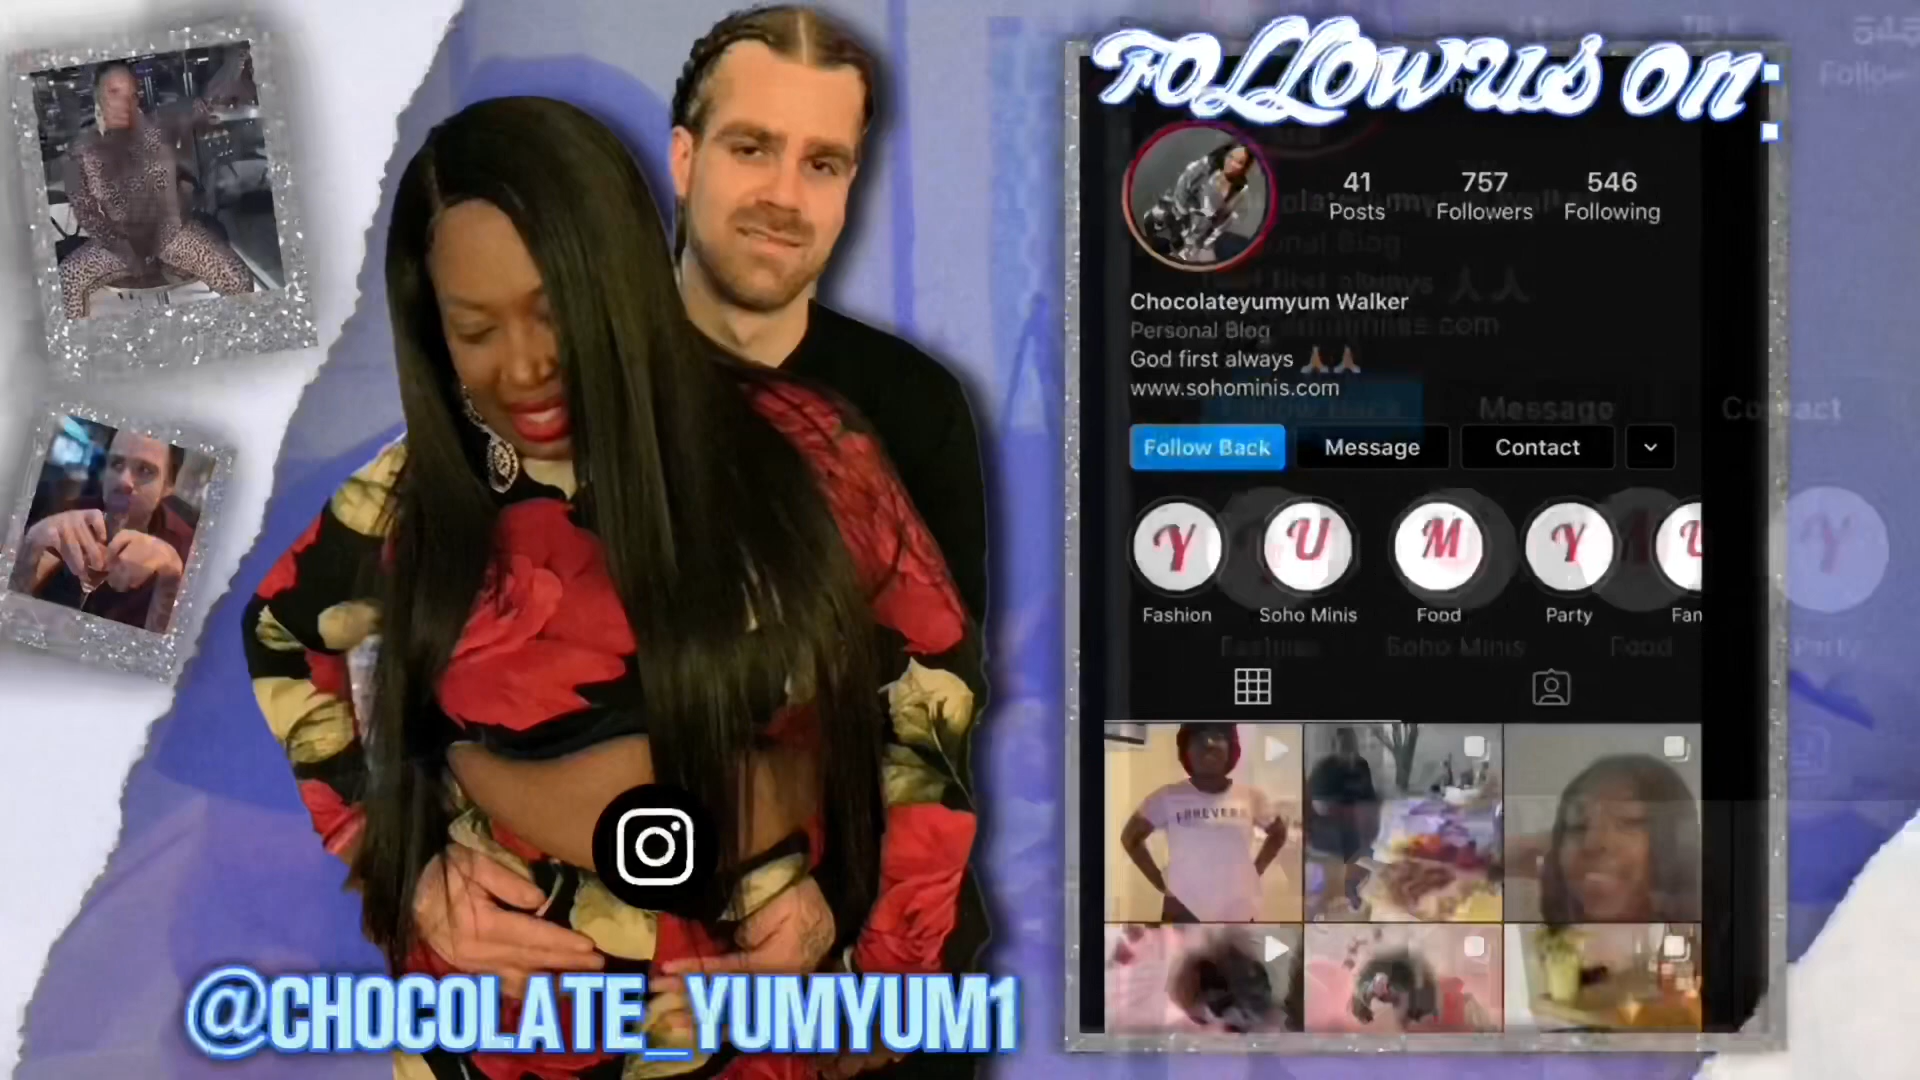 FOLLOW US ON:
41
757
546
Posts
Followers
Following
Chocolateyumyum Walker
Personal Blog
God first always 🙏🏾🙏🏾
www.sohominis.com
Follow Back
Message
Contact
Y
U
M
Y
U
Fashion
Soho Minis
Food
Party
Fam
FOREVER
@CHOCOLATE_YUMYUM1